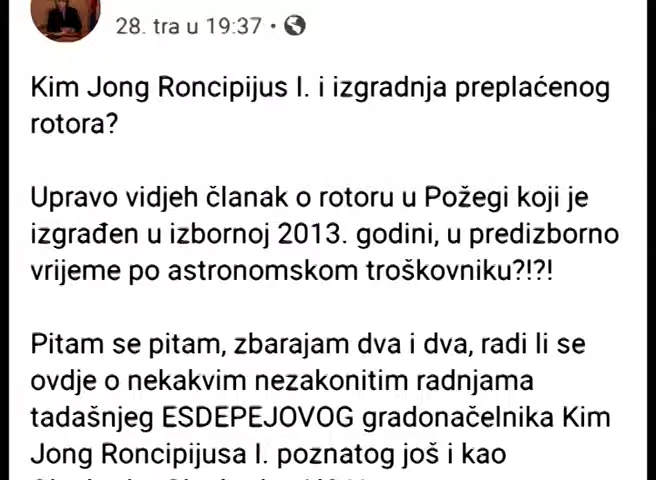 28. tra u 19:37 ·
Kim Jong Roncipijus I. i izgradnja preplaćenog
rotora?
Upravo vidjeh članak o rotoru u Požegi koji je
izgrađen u izbornoj 2013. godini, u predizborno
vrijeme po astronomskom troškovniku?!?!
Pitam se pitam, zbarajam dva i dva, radi li se
ovdje o nekakvim nezakonitim radnjama
tadašnjeg ESDEPEJOVOG gradonačelnika Kim
Jong Roncipijusa I. poznatog još i kao